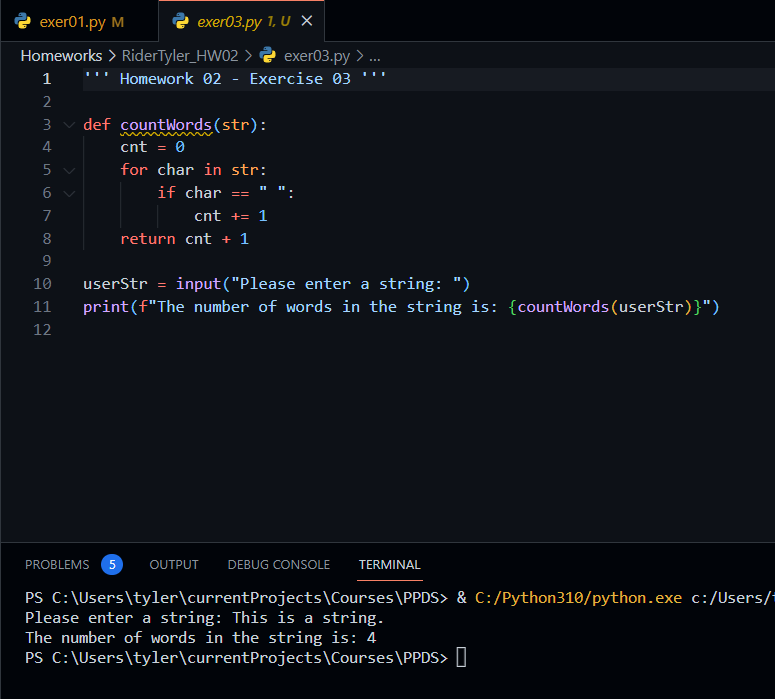 exer01.py M
exer03.py 1, U
Homeworks > RiderTyler_HW02 > exer03.py > ...
1 ''' Homework 02 - Exercise 03 '''
2
3 def countWords(str):
4     cnt = 0
5     for char in str:
6         if char == " ":
7             cnt += 1
8     return cnt + 1
9
10 userStr = input("Please enter a string: ")
11 print(f"The number of words in the string is: {countWords(userStr)}")
12
PROBLEMS 5 OUTPUT DEBUG CONSOLE TERMINAL
PS C:\Users\tyler\currentProjects\Courses\PPDS> & C:/Python310/python.exe c:/Users/
Please enter a string: This is a string.
The number of words in the string is: 4
PS C:\Users\tyler\currentProjects\Courses\PPDS>